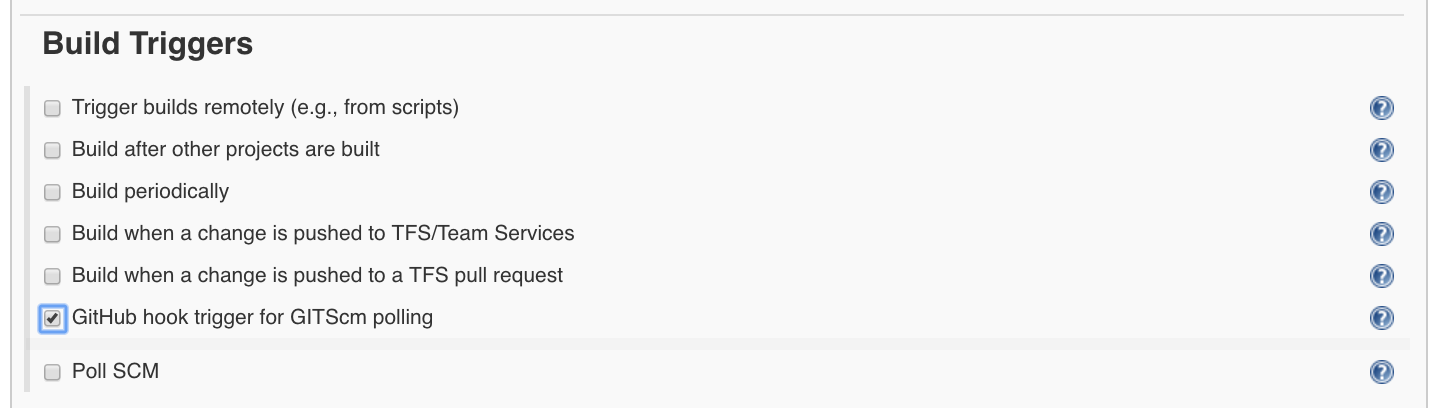 Build Triggers
Trigger builds remotely (e.g., from scripts)
Build after other projects are built
Build periodically
Build when a change is pushed to TFS/Team Services
Build when a change is pushed to a TFS pull request
GitHub hook trigger for GITScm polling
Poll SCM